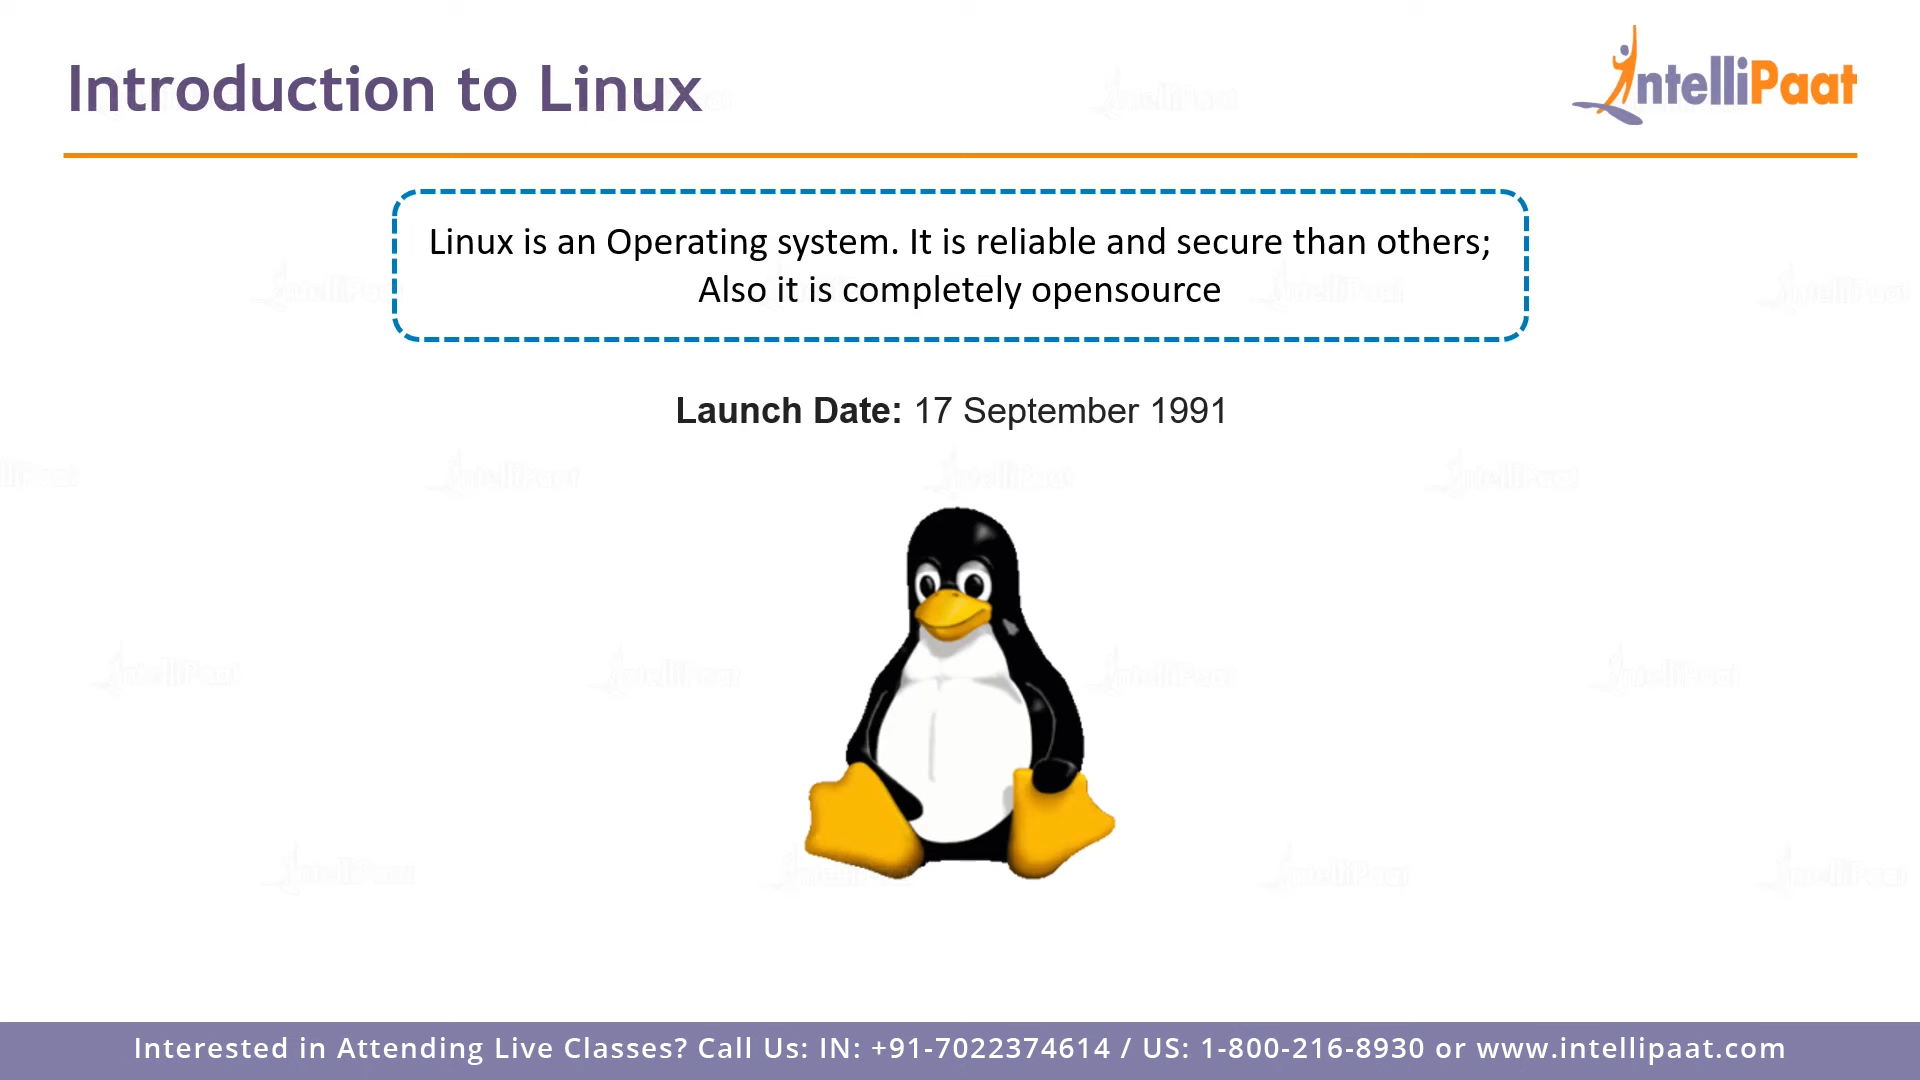 Introduction to Linux
IntelliPaat
Linux is an Operating system. It is reliable and secure than others;
Also it is completely opensource
Launch Date: 17 September 1991
Interested in Attending Live Classes? Call Us: IN: +91-7022374614 / US: 1-800-216-8930 or www.intellipaat.com